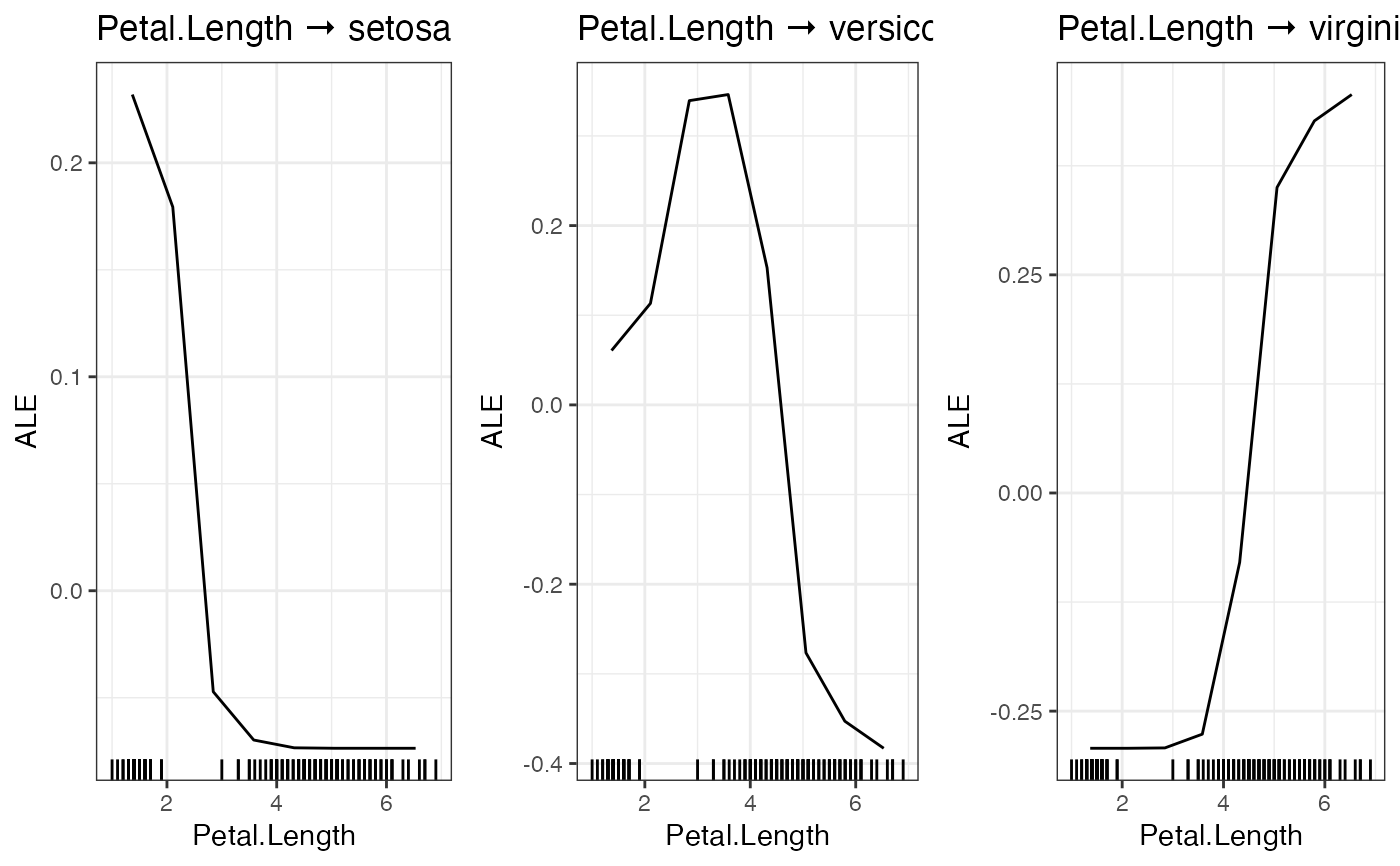 Petal.Length → setosa
ALE
0.2
0.1
0.0
2 4 6
Petal.Length
Petal.Length → versicc
ALE
0.2
0.0
-0.2
-0.4
2 4 6
Petal.Length
Petal.Length → virgini
ALE
0.25
0.00
-0.25
2 4 6
Petal.Length